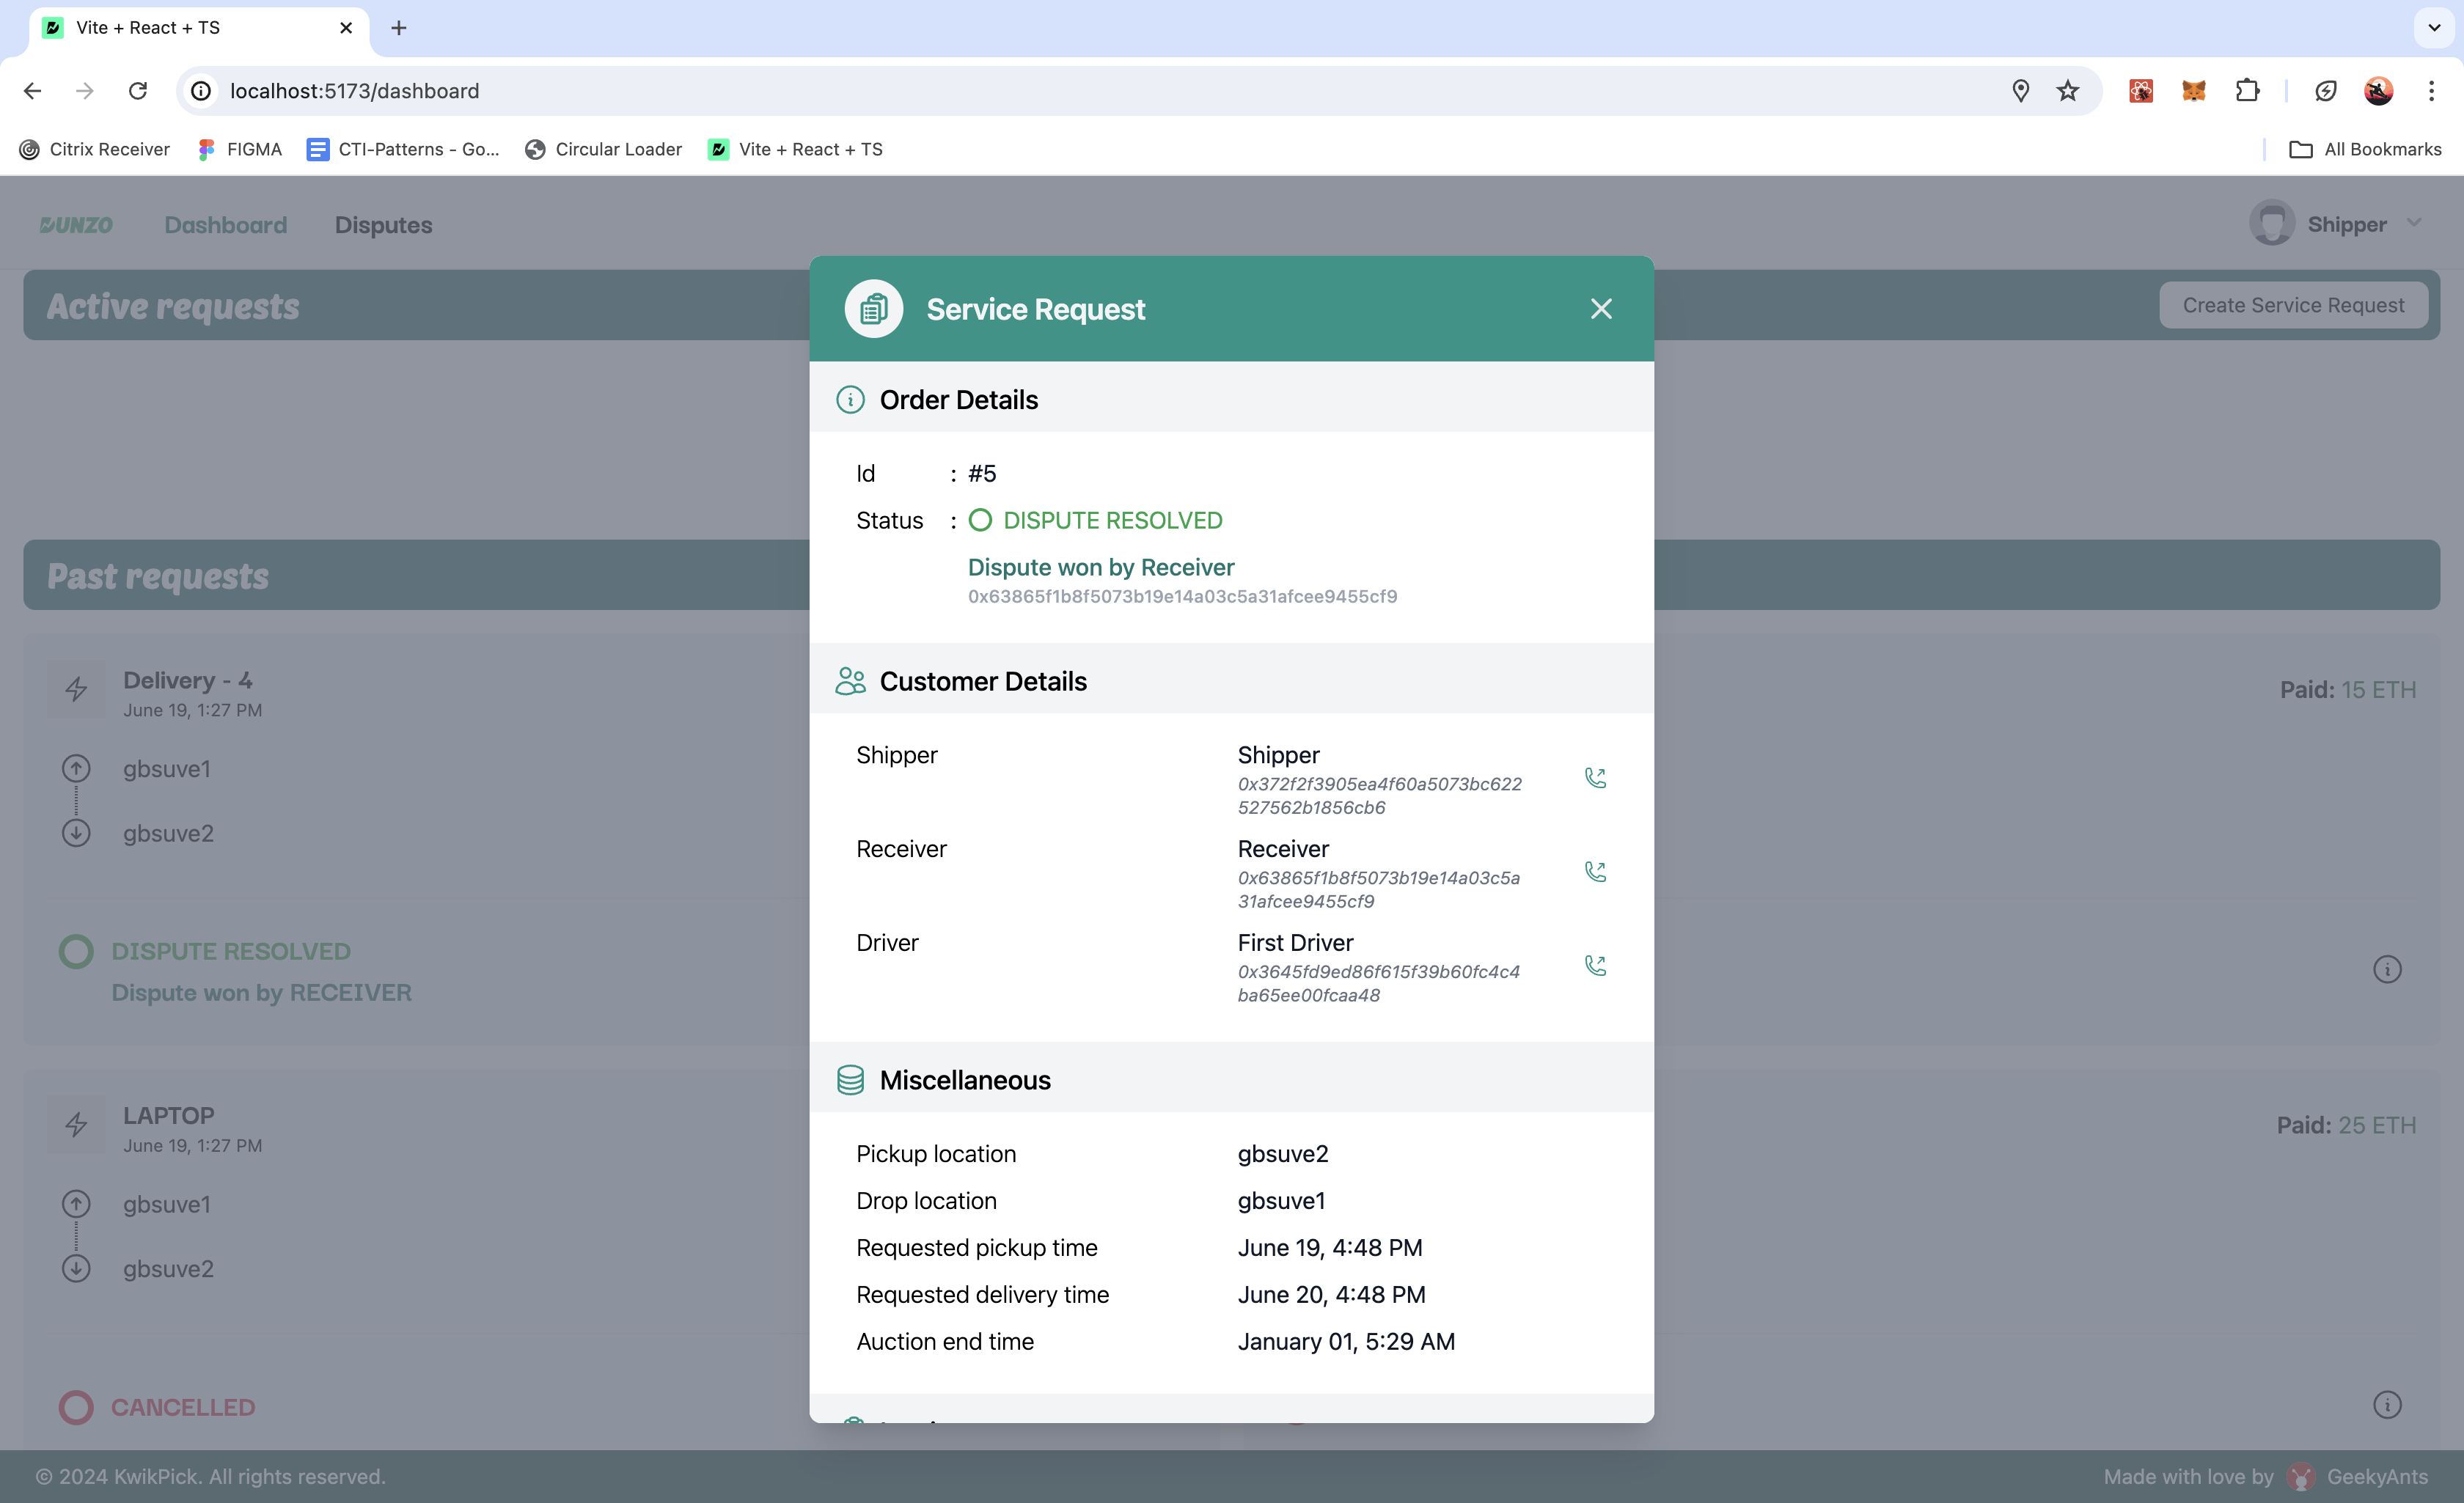 Vite + React + TS
localhost:5173/dashboard
Citrix Receiver FIGMA CTI-Patterns - Go... Circular Loader Vite + React + TS All Bookmarks
DUNZO Dashboard Disputes Shipper
Active requests Create Service Request
Past requests
Delivery - 4
June 19, 1:27 PM
Paid: 15 ETH
gbsuve1
gbsuve2
DISPUTE RESOLVED
Dispute won by RECEIVER
LAPTOP
June 19, 1:27 PM
Paid: 25 ETH
gbsuve1
gbsuve2
CANCELLED
Service Request
Order Details
Id : #5
Status : DISPUTE RESOLVED
Dispute won by Receiver
0x63865f1b8f5073b19e14a03c5a31afcee9455cf9
Customer Details
Shipper Shipper
0x372f2f3905ea4f60a5073bc622
527562b1856cb6
Receiver Receiver
0x63865f1b8f5073b19e14a03c5a
31afcee9455cf9
Driver First Driver
0x3645fd9ed86f615f39b60fc4c4
ba65ee00fcaa48
Miscellaneous
Pickup location gbsuve2
Drop location gbsuve1
Requested pickup time June 19, 4:48 PM
Requested delivery time June 20, 4:48 PM
Auction end time January 01, 5:29 AM
© 2024 KwikPick. All rights reserved. Made with love by GeekyAnts